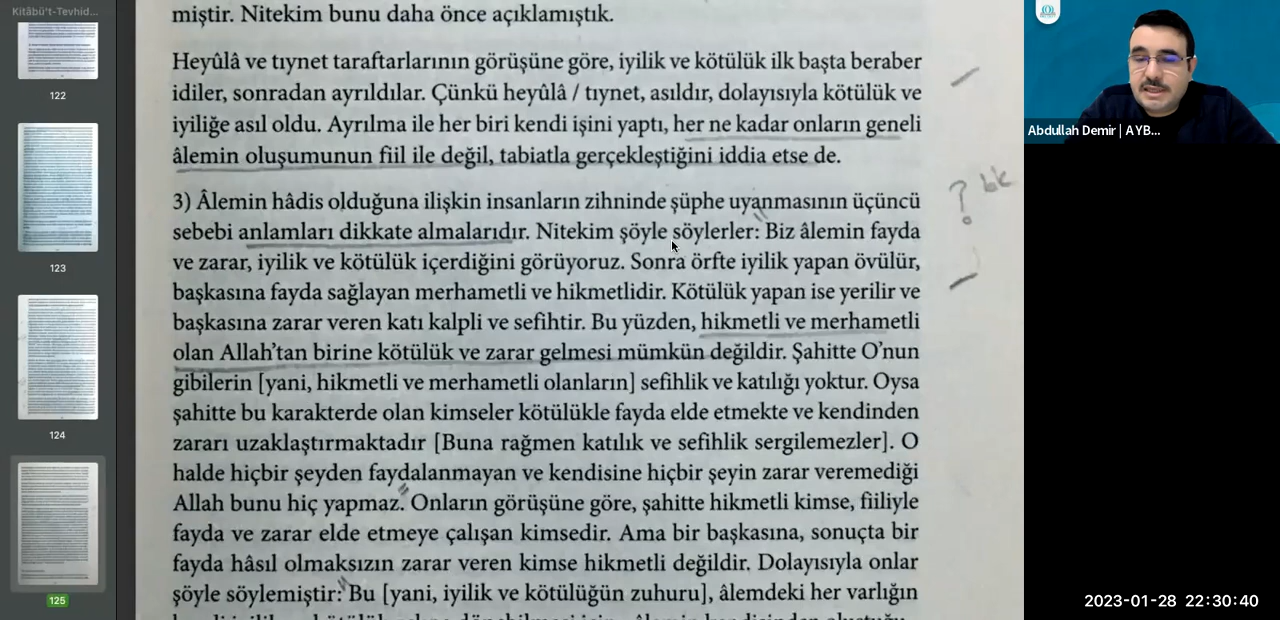 Kitâbü't-Tevhid...
122
123
124
125
miştir. Nitekim bunu daha önce açıklamıştık.
Heyûlâ ve tıynet taraftarlarının görüşüne göre, iyilik ve kötülük ilk başta beraber
idiler, sonradan ayrıldılar. Çünkü heyûlâ / tıynet, asıldır, dolayısıyla kötülük ve
iyiliğe asıl oldu. Ayrılma ile her biri kendi işini yaptı, her ne kadar onların geneli
âlemin oluşumunun fiil ile değil, tabiatla gerçekleştiğini iddia etse de.
3) Âlemin hâdis olduğuna ilişkin insanların zihninde şüphe uyanmasının üçüncü
sebebi anlamları dikkate almalarıdır. Nitekim şöyle söylerler: Biz âlemin fayda
ve zarar, iyilik ve kötülük içerdiğini görüyoruz. Sonra örfte iyilik yapan övülür,
başkasına fayda sağlayan merhametli ve hikmetlidir. Kötülük yapan ise yerilir ve
başkasına zarar veren katı kalpli ve sefihtir. Bu yüzden, hikmetli ve merhametli
olan Allah'tan birine kötülük ve zarar gelmesi mümkün değildir. Şahitte O'nun
gibilerin [yani, hikmetli ve merhametli olanların] sefihlik ve katılığı yoktur. Oysa
şahitte bu karakterde olan kimseler kötülükle fayda elde etmekte ve kendinden
zararı uzaklaştırmaktadır [Buna rağmen katılık ve sefihlik sergilemezler]. O
halde hiçbir şeyden faydalanmayan ve kendisine hiçbir şeyin zarar veremediği
Allah bunu hiç yapmaz. Onların görüşüne göre, şahitte hikmetli kimse, fiiliyle
fayda ve zarar elde etmeye çalışan kimsedir. Ama bir başkasına, sonuçta bir
fayda hâsıl olmaksızın zarar veren kimse hikmetli değildir. Dolayısıyla onlar
şöyle söylemiştir: Bu [yani, iyilik ve kötülüğün zuhuru], âlemdeki her varlığın
? bk
Abdullah Demir | AYB...
2023-01-28 22:30:40